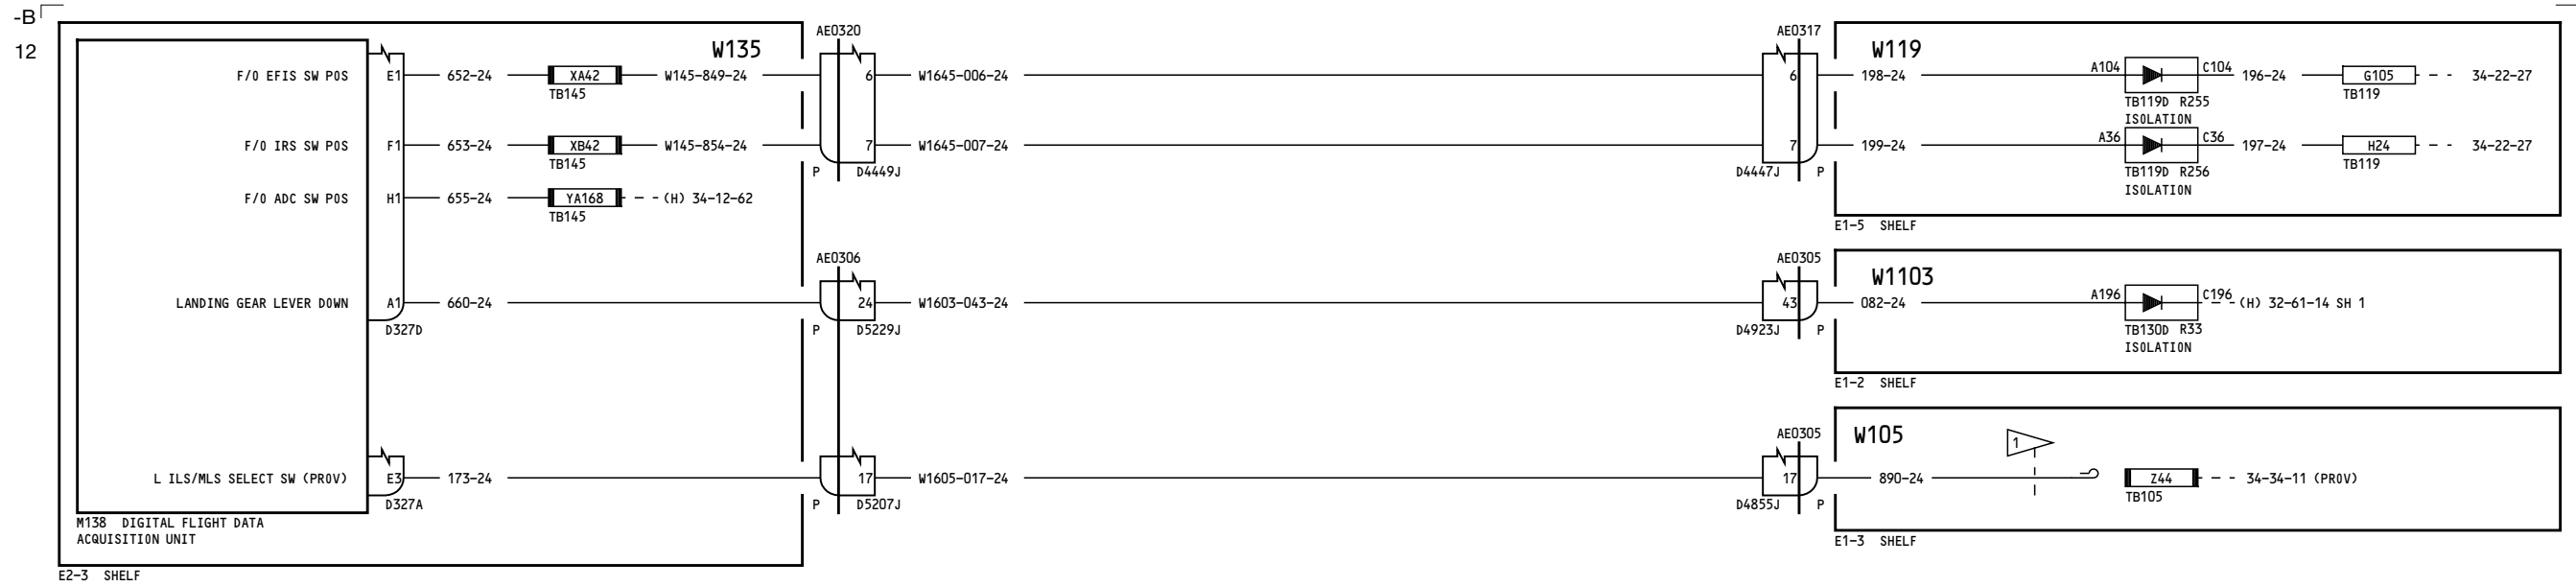 -B
12
W135
AE0320
AE0317
W119
F/O EFIS SW POS E1 652-24 XA42 W145-849-24 6 W1645-006-24 6 198-24 A104 C104 196-24 G105 34-22-27
TB145
TB119D R255
TB119
ISOLATION
F/O IRS SW POS F1 653-24 XB42 W145-854-24 7 W1645-007-24 7 199-24 A36 C36 197-24 H24 34-22-27
TB145
P D4449J
D4447J P
TB119D R256
TB119
ISOLATION
F/O ADC SW POS H1 655-24 YA168 (H) 34-12-62
TB145
E1-5 SHELF
AE0306
AE0305
W1103
LANDING GEAR LEVER DOWN A1 660-24 24 W1603-043-24 43 082-24 A196 C196 (H) 32-61-14 SH 1
D327D
P D5229J
D4923J P
TB130D R33
ISOLATION
E1-2 SHELF
AE0305
W105
1
L ILS/MLS SELECT SW (PROV) E3 173-24 17 W1605-017-24 17 890-24 Z44 34-34-11 (PROV)
D327A
P D5207J
D4855J P
TB105
M138 DIGITAL FLIGHT DATA
ACQUISITION UNIT
E1-3 SHELF
E2-3 SHELF